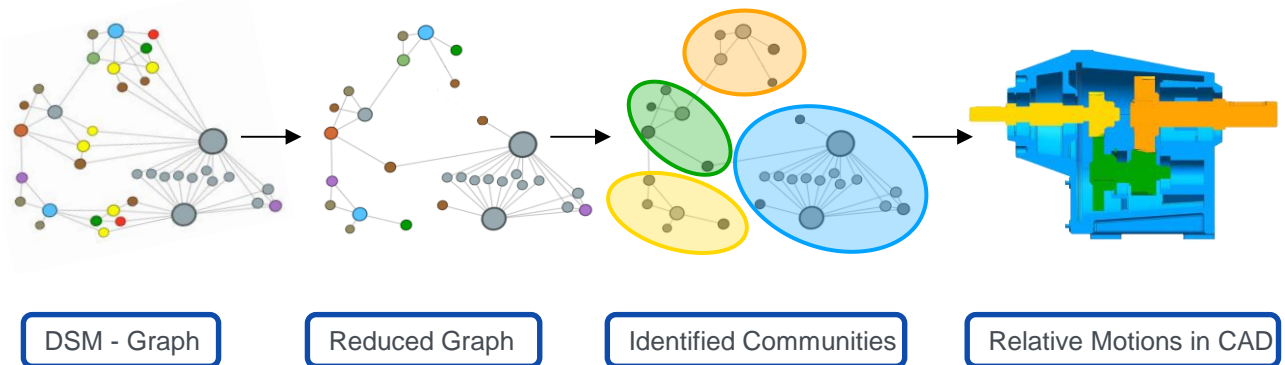 DSM - Graph
Reduced Graph
Identified Communities
Relative Motions in CAD